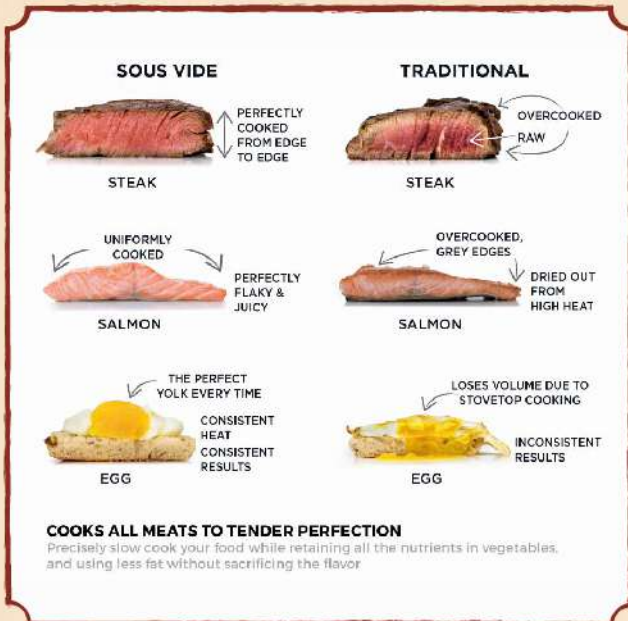 SOUS VIDE
TRADITIONAL
PERFECTLY
COOKED
FROM EDGE
TO EDGE
STEAK
OVERCOOKED
RAW
STEAK
UNIFORMLY
COOKED
PERFECTLY
FLAKY &
JUICY
SALMON
OVERCOOKED,
GREY EDGES
DRIED OUT
FROM
HIGH HEAT
SALMON
THE PERFECT
YOLK EVERY TIME
CONSISTENT
HEAT
CONSISTENT
RESULTS
EGG
LOSES VOLUME DUE TO
STOVETOP COOKING
INCONSISTENT
RESULTS
EGG
COOKS ALL MEATS TO TENDER PERFECTION
Precisely slow cook your food while retaining all the nutrients in vegetables,
and using less fat without sacrificing the flavor